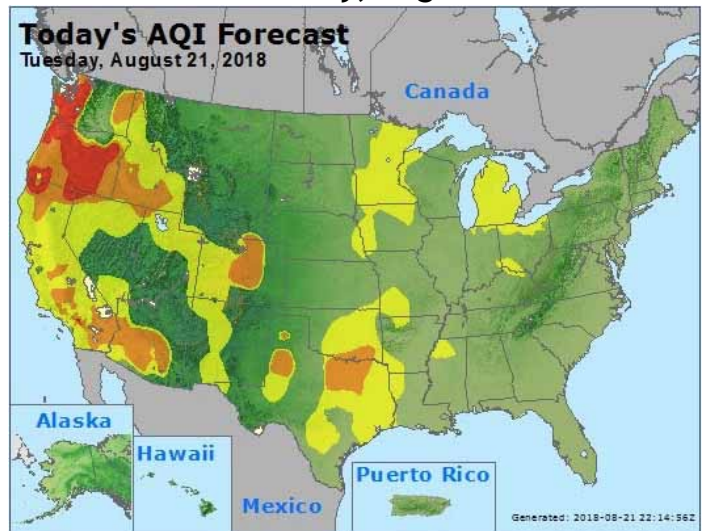 Today's AQI Forecast
Tuesday, August 21, 2018
Canada
Alaska
Hawaii
Mexico
Puerto Rico
Generated: 2018-08-21 22:14:56Z